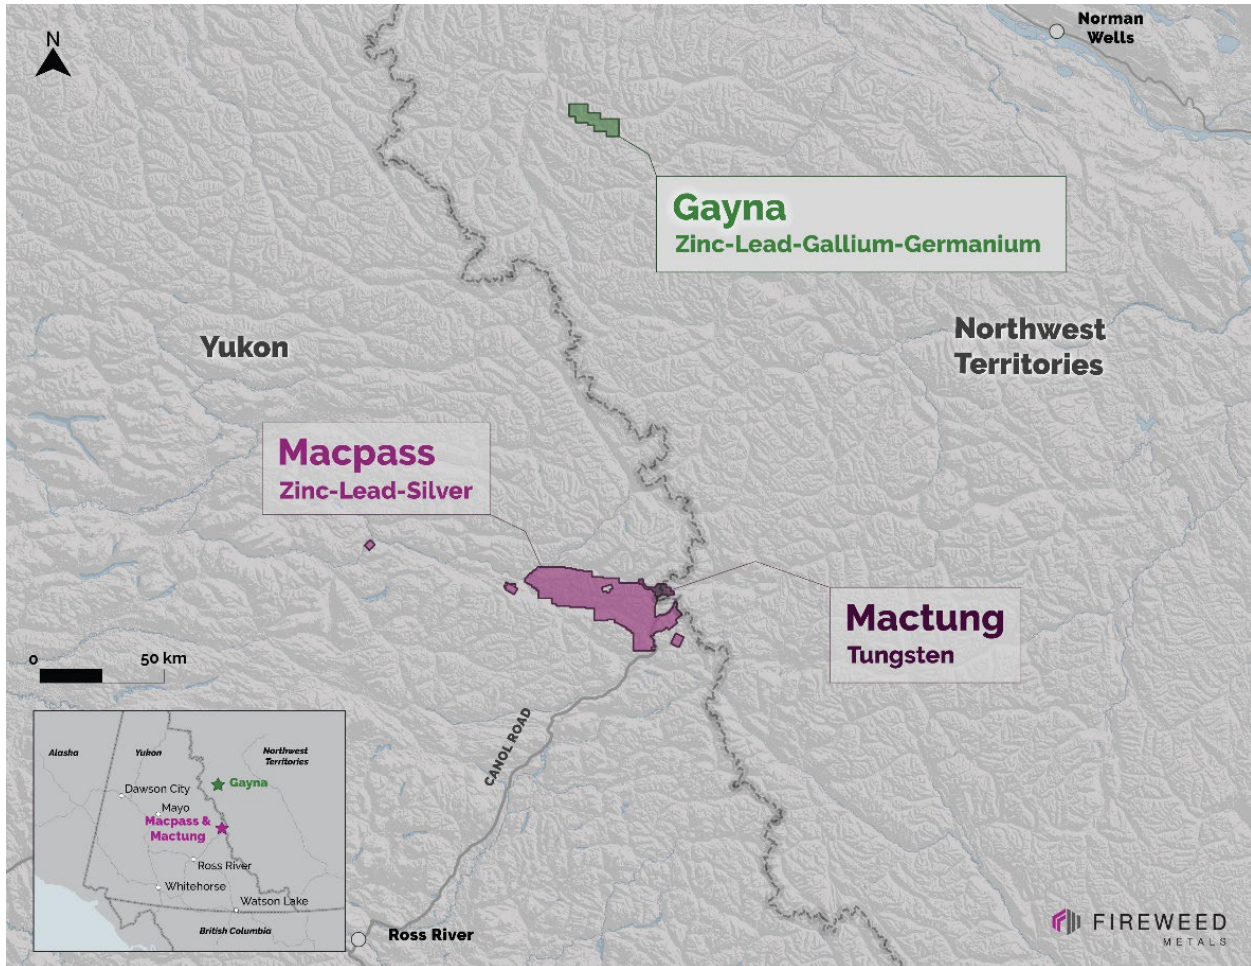 N
Norman
Wells
Gayna
Zinc-Lead-Gallium-Germanium
Yukon
Northwest
Territories
Macpass
Zinc-Lead-Silver
Mactung
Tungsten
0 50 km
CANOL ROAD
Alaska
Yukon
Northwest
Territories
Gayna
Dawson City
Mayo
Macpass &
Mactung
Ross River
Whitehorse
Watson Lake
British Columbia
Ross River
FIREWEED
METALS